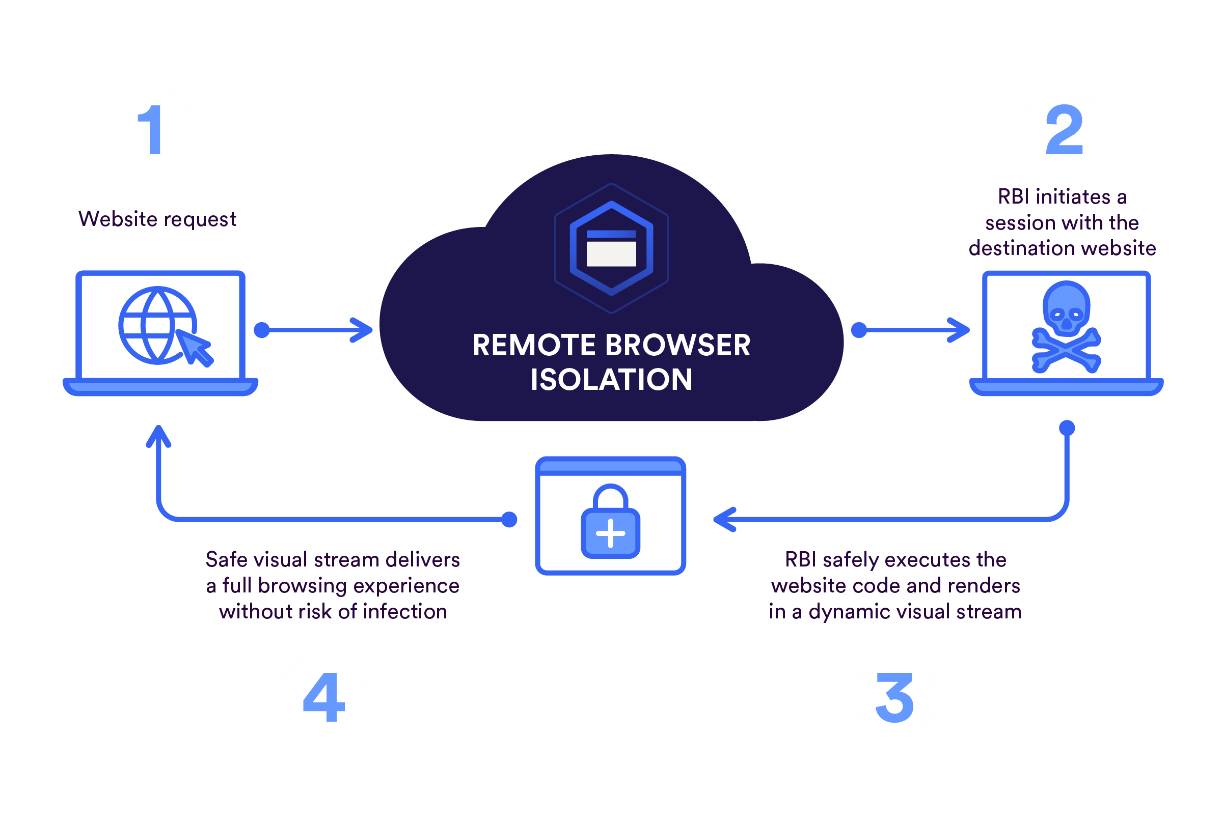 1
Website request
REMOTE BROWSER
ISOLATION
2
RBI initiates a
session with the
destination website
RBI safely executes the
website code and renders
in a dynamic visual stream
3
Safe visual stream delivers
a full browsing experience
without risk of infection
4